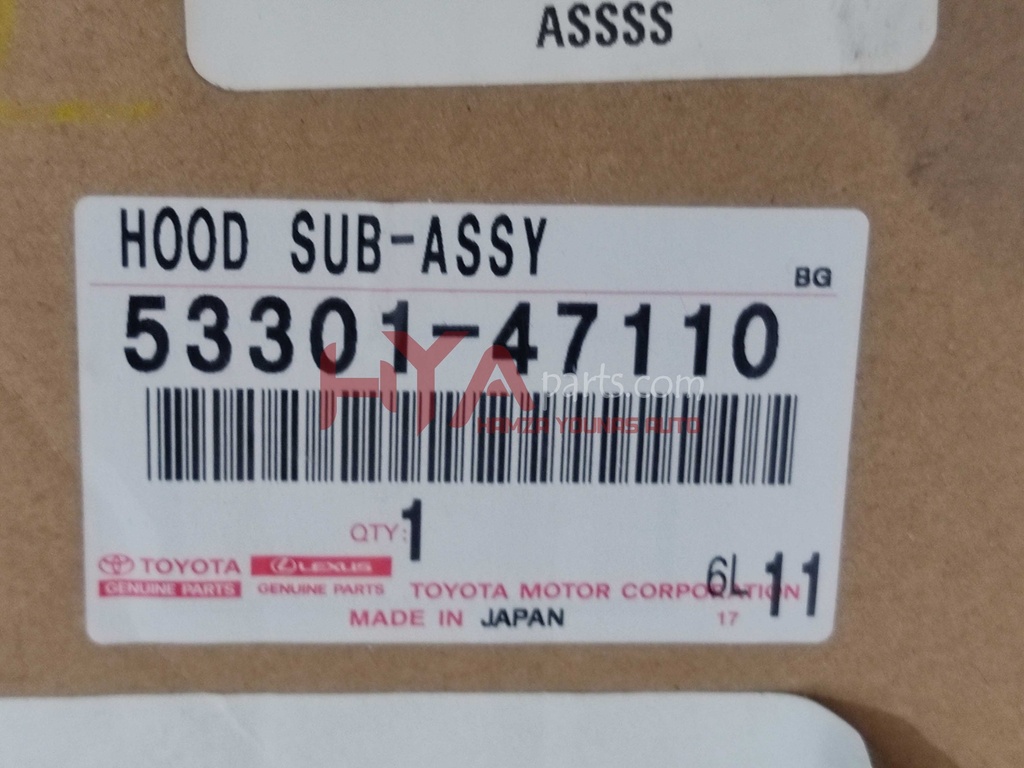 ASSSS
HOOD SUB-ASSY
BG
53301-47110
HYA parts.com
HAMZA YOUNAS AUTO
QTY: 1
TOYOTA LEXUS
GENUINE PARTS GENUINE PARTS TOYOTA MOTOR CORPORATION
6L 11
MADE IN JAPAN 17